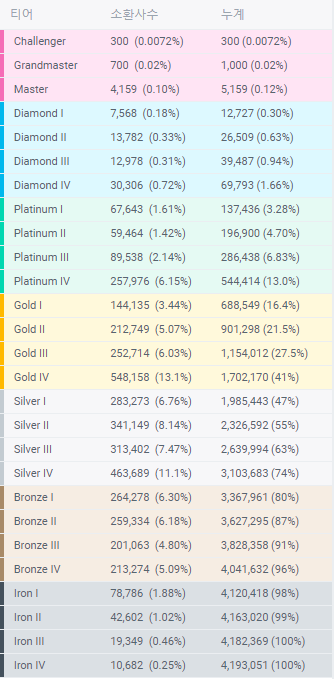 티어 소환사수 누계
Challenger 300 (0.0072%) 300 (0.0072%)
Grandmaster 700 (0.02%) 1,000 (0.02%)
Master 4,159 (0.10%) 5,159 (0.12%)
Diamond I 7,568 (0.18%) 12,727 (0.30%)
Diamond II 13,782 (0.33%) 26,509 (0.63%)
Diamond III 12,978 (0.31%) 39,487 (0.94%)
Diamond IV 30,306 (0.72%) 69,793 (1.66%)
Platinum I 67,643 (1.61%) 137,436 (3.28%)
Platinum II 59,464 (1.42%) 196,900 (4.70%)
Platinum III 89,538 (2.14%) 286,438 (6.83%)
Platinum IV 257,976 (6.15%) 544,414 (13.0%)
Gold I 144,135 (3.44%) 688,549 (16.4%)
Gold II 212,749 (5.07%) 901,298 (21.5%)
Gold III 252,714 (6.03%) 1,154,012 (27.5%)
Gold IV 548,158 (13.1%) 1,702,170 (41%)
Silver I 283,273 (6.76%) 1,985,443 (47%)
Silver II 341,149 (8.14%) 2,326,592 (55%)
Silver III 313,402 (7.47%) 2,639,994 (63%)
Silver IV 463,689 (11.1%) 3,103,683 (74%)
Bronze I 264,278 (6.30%) 3,367,961 (80%)
Bronze II 259,334 (6.18%) 3,627,295 (87%)
Bronze III 201,063 (4.80%) 3,828,358 (91%)
Bronze IV 213,274 (5.09%) 4,041,632 (96%)
Iron I 78,786 (1.88%) 4,120,418 (98%)
Iron II 42,602 (1.02%) 4,163,020 (99%)
Iron III 19,349 (0.46%) 4,182,369 (100%)
Iron IV 10,682 (0.25%) 4,193,051 (100%)